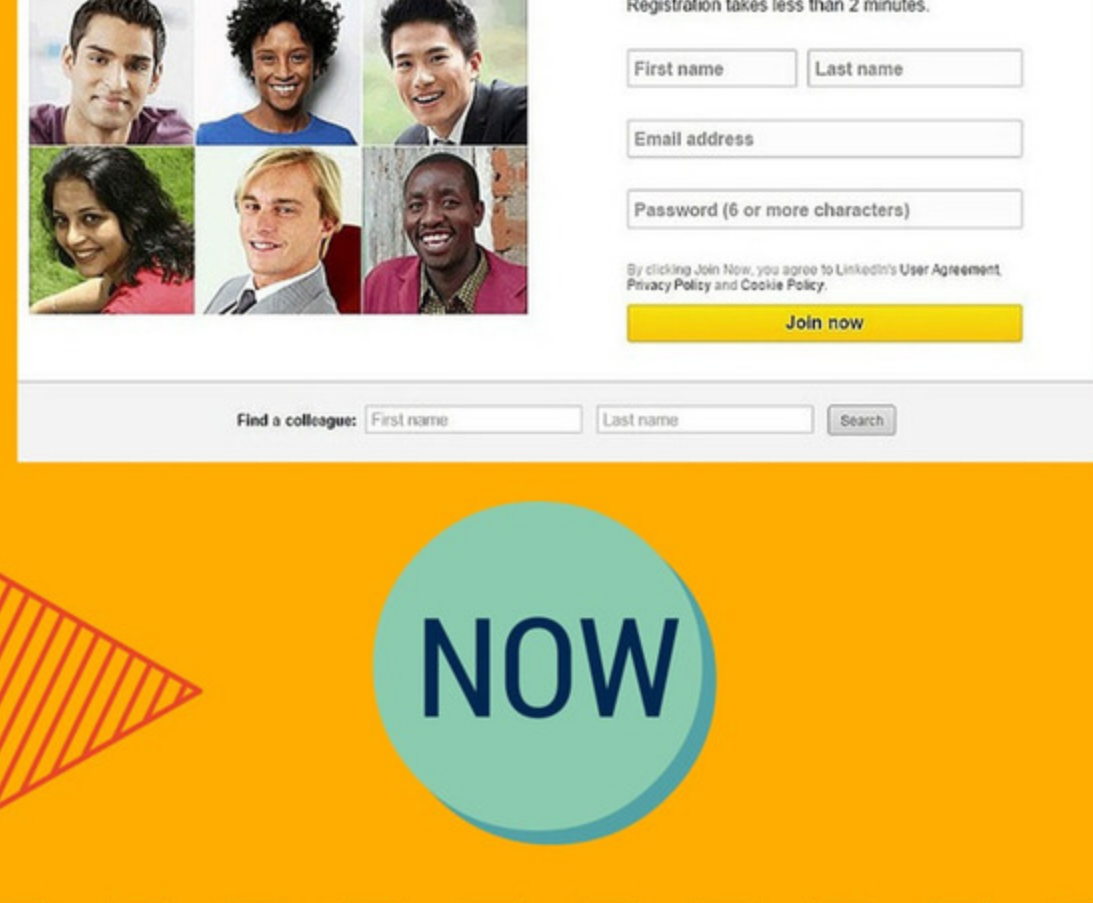 Registration takes less than 2 minutes.
First name Last name
Email address
Password (6 or more characters)
By clicking Join Now, you agree to LinkedIn's User Agreement,
Privacy Policy and Cookie Policy.
Join now
Find a colleague: First name Last name Search
NOW